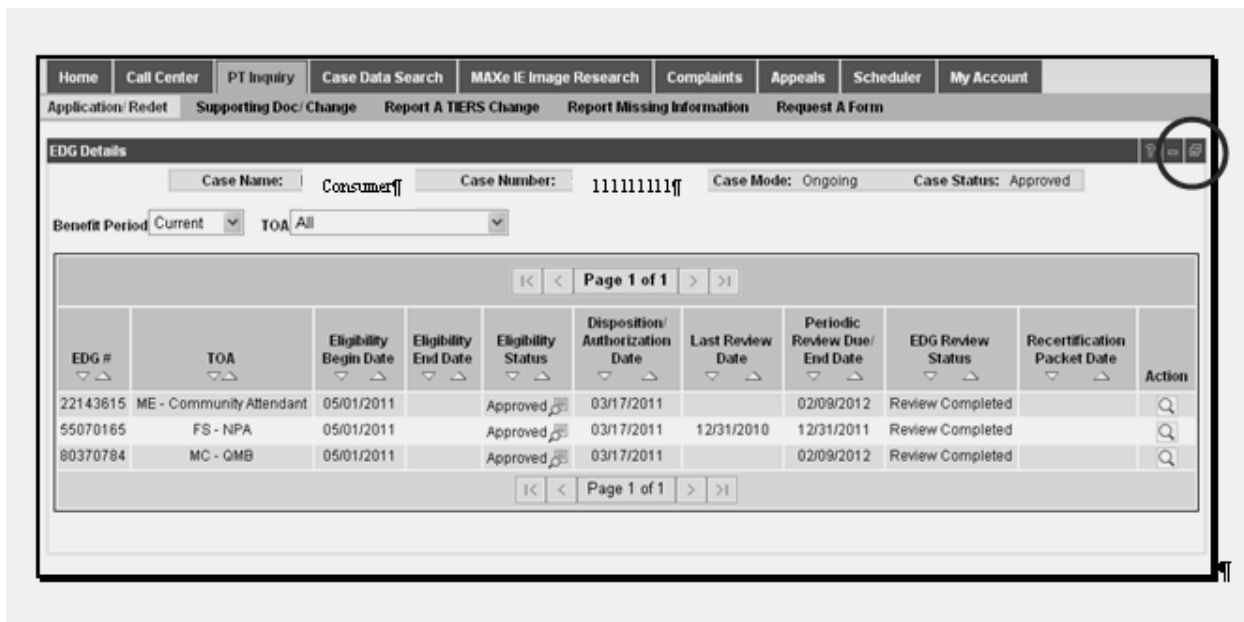 Home Call Center PT Inquiry Case Data Search MAXe IE Image Research Complaints Appeals Scheduler My Account
Application/Redet Supporting Doc/Change Report A TIERS Change Report Missing Information Request A Form
EDG Details ?
Case Name: Consumer¶ Case Number: 111111111¶ Case Mode: Ongoing Case Status: Approved
Benefit Period Current TOA All
|< < Page 1 of 1 > >|
EDG # TOA Eligibility Begin Date Eligibility End Date Eligibility Status Disposition/Authorization Date Last Review Date Periodic Review Due/End Date EDG Review Status Recertification Packet Date Action
22143615 ME - Community Attendant 05/01/2011 Approved 03/17/2011 02/09/2012 Review Completed
55070165 FS - NPA 05/01/2011 Approved 03/17/2011 12/31/2010 12/31/2011 Review Completed
80370784 MC - QMB 05/01/2011 Approved 03/17/2011 02/09/2012 Review Completed
|< < Page 1 of 1 > >|
¶